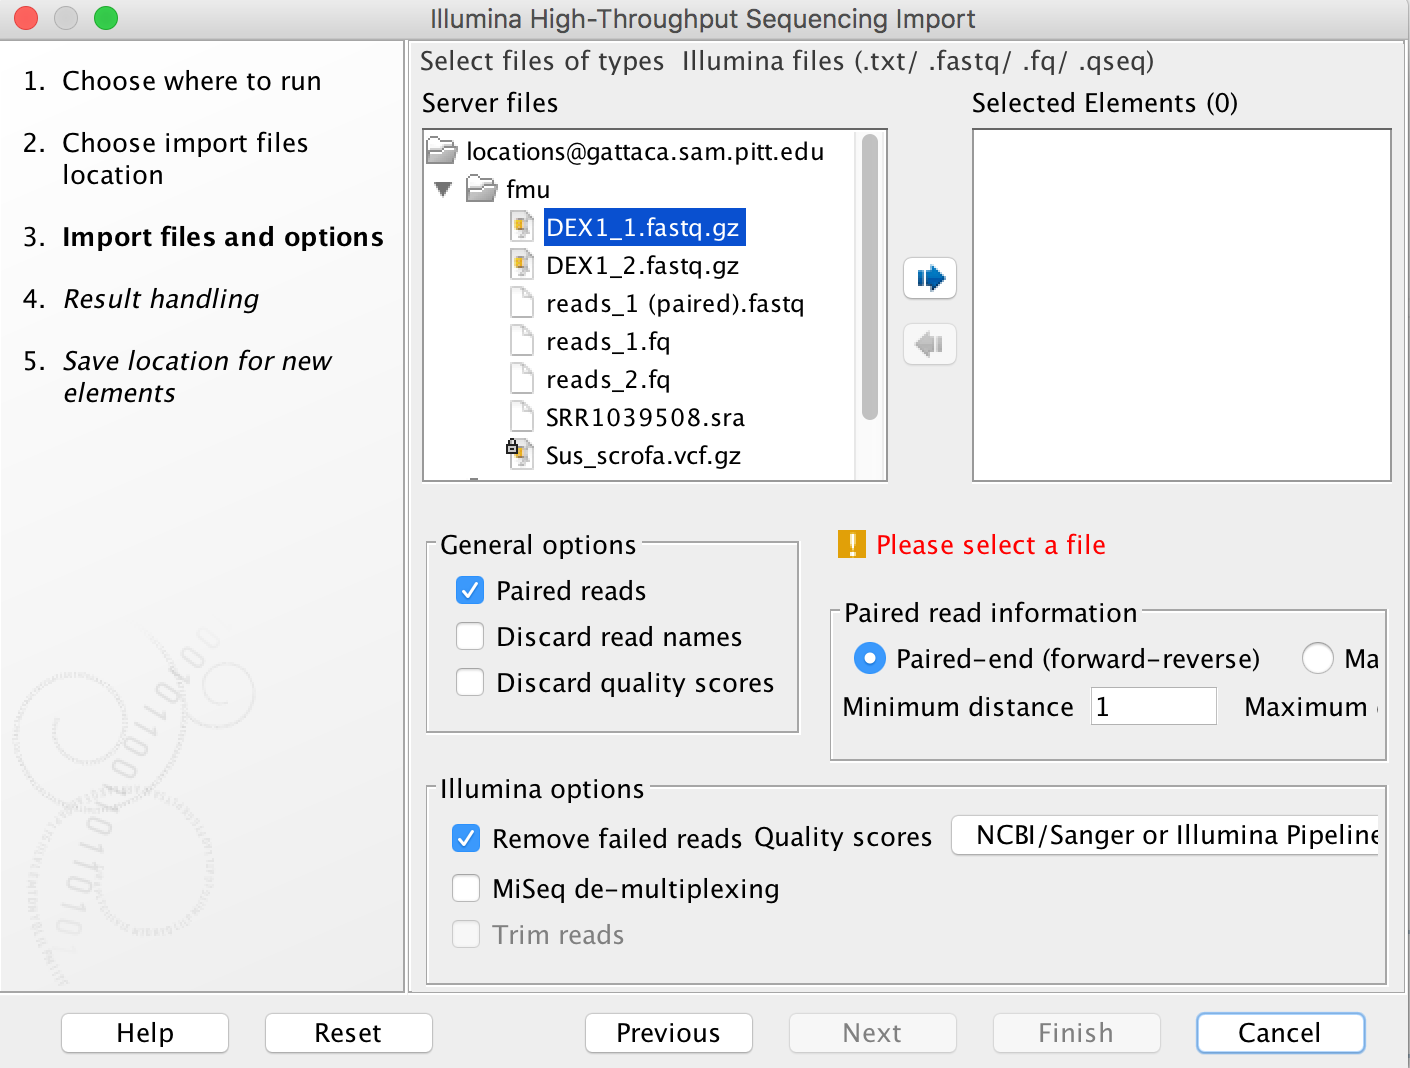 Illumina High-Throughput Sequencing Import
1. Choose where to run
2. Choose import files
location
3. Import files and options
4. Result handling
5. Save location for new
elements
Select files of types Illumina files (.txt/ .fastq/ .fq/ .qseq)
Server files
locations@gattaca.sam.pitt.edu
fmu
DEX1_1.fastq.gz
DEX1_2.fastq.gz
reads_1 (paired).fastq
reads_1.fq
reads_2.fq
SRR1039508.sra
Sus_scrofa.vcf.gz
Selected Elements (0)
General options
Paired reads
Discard read names
Discard quality scores
Please select a file
Paired read information
Paired-end (forward-reverse) Ma
Minimum distance 1 Maximum
Illumina options
Remove failed reads Quality scores NCBI/Sanger or Illumina Pipeline
MiSeq de-multiplexing
Trim reads
Help Reset Previous Next Finish Cancel